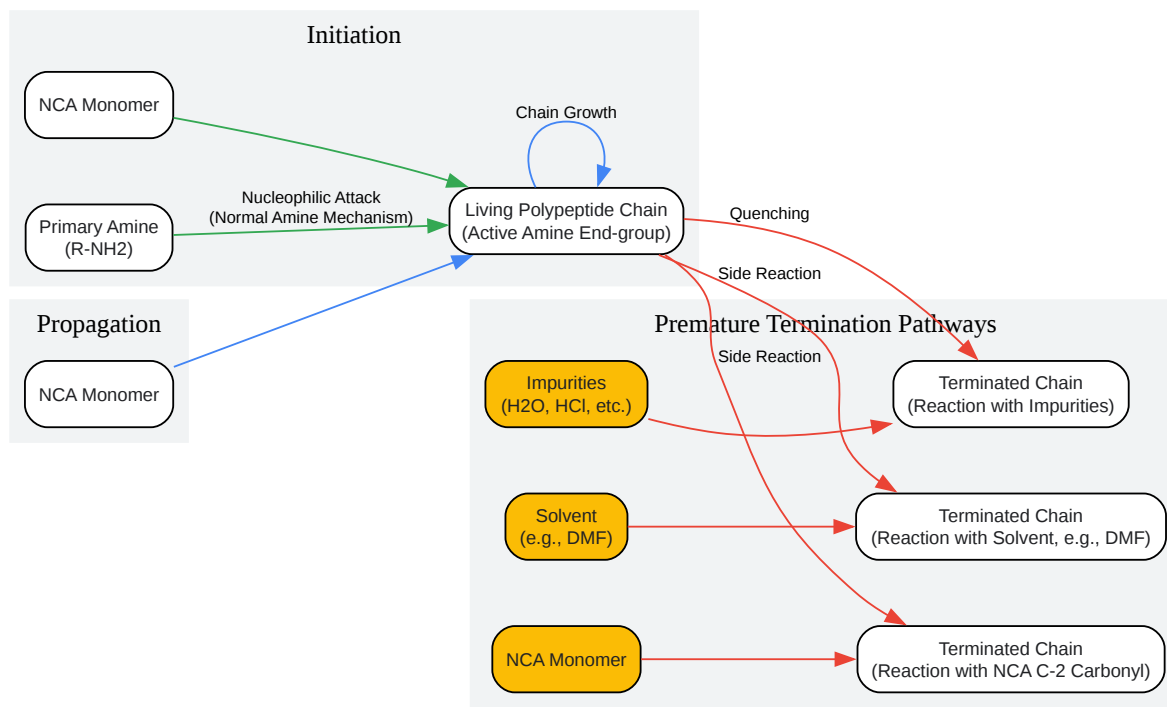 Initiation
NCA Monomer
Chain Growth
Primary Amine
(R-NH2)
Nucleophilic Attack
(Normal Amine Mechanism)
Living Polypeptide Chain
(Active Amine End-group)
Quenching
Side Reaction
Side Reaction
Propagation
NCA Monomer
Premature Termination Pathways
Impurities
(H2O, HCl, etc.)
Terminated Chain
(Reaction with Impurities)
Solvent
(e.g., DMF)
Terminated Chain
(Reaction with Solvent, e.g., DMF)
NCA Monomer
Terminated Chain
(Reaction with NCA C-2 Carbonyl)